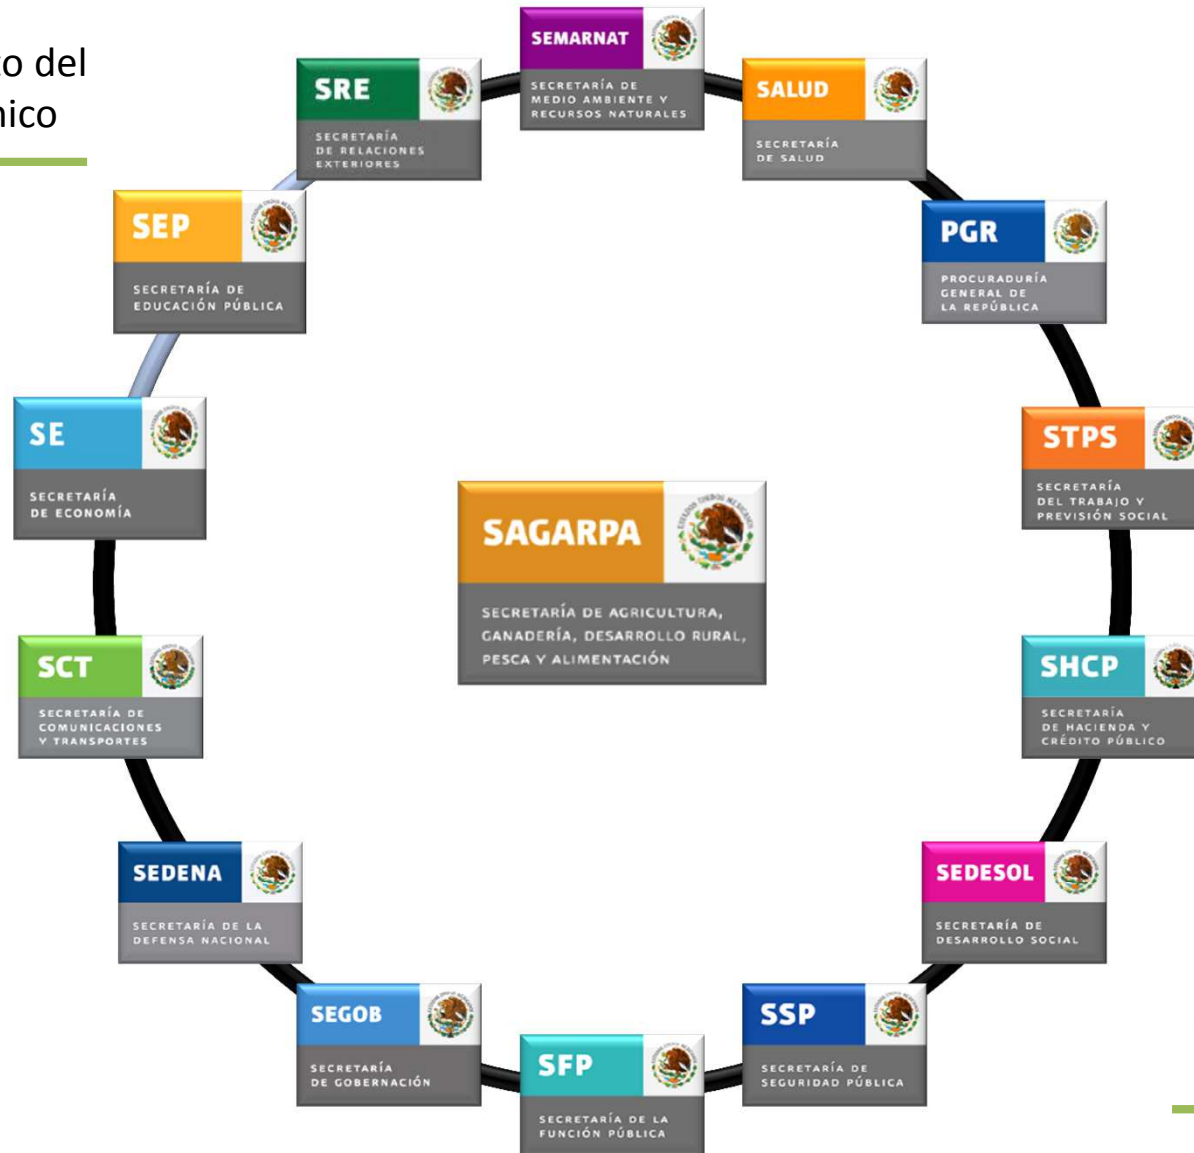 o del
nico
SEMARNAT
SECRETARÍA DE
MEDIO AMBIENTE Y
RECURSOS NATURALES
SRE
SECRETARÍA
DE RELACIONES
EXTERIORES
SALUD
SECRETARÍA
DE SALUD
SEP
SECRETARÍA DE
EDUCACIÓN PÚBLICA
PGR
PROCURADURÍA
GENERAL DE
LA REPÚBLICA
SE
SECRETARÍA
DE ECONOMÍA
STPS
SECRETARÍA
DEL TRABAJO Y
PREVISIÓN SOCIAL
SAGARPA
SECRETARÍA DE AGRICULTURA,
GANADERÍA, DESARROLLO RURAL,
PESCA Y ALIMENTACIÓN
SCT
SECRETARÍA DE
COMUNICACIONES
Y TRANSPORTES
SHCP
SECRETARÍA
DE HACIENDA Y
CRÉDITO PÚBLICO
SEDENA
SECRETARÍA DE LA
DEFENSA NACIONAL
SEDESOL
SECRETARÍA DE
DESARROLLO SOCIAL
SEGOB
SECRETARÍA
DE GOBERNACIÓN
SSP
SECRETARÍA DE
SEGURIDAD PÚBLICA
SFP
SECRETARÍA DE LA
FUNCIÓN PÚBLICA